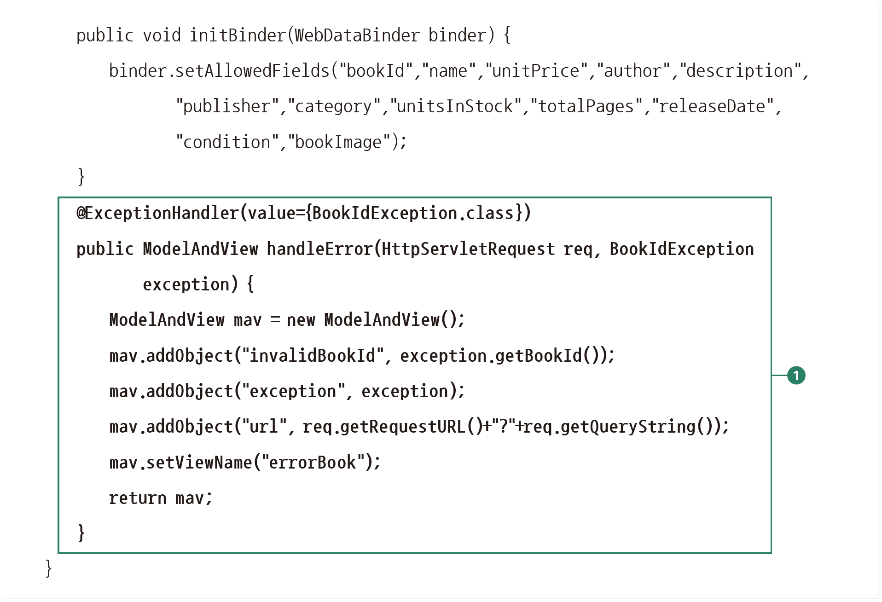 public void initBinder(WebDataBinder binder) {
binder.setAllowedFields("bookId","name","unitPrice","author","description",
"publisher","category","unitsInStock","totalPages","releaseDate",
"condition","bookImage");
}
@ExceptionHandler(value={BookIdException.class})
public ModelAndView handleError(HttpServletRequest req, BookIdException
exception) {
ModelAndView mav = new ModelAndView();
mav.addObject("invalidBookId", exception.getBookId());
mav.addObject("exception", exception);
mav.addObject("url", req.getRequestURL()+"?"+req.getQueryString());
mav.setViewName("errorBook");
return mav;
}
1
}